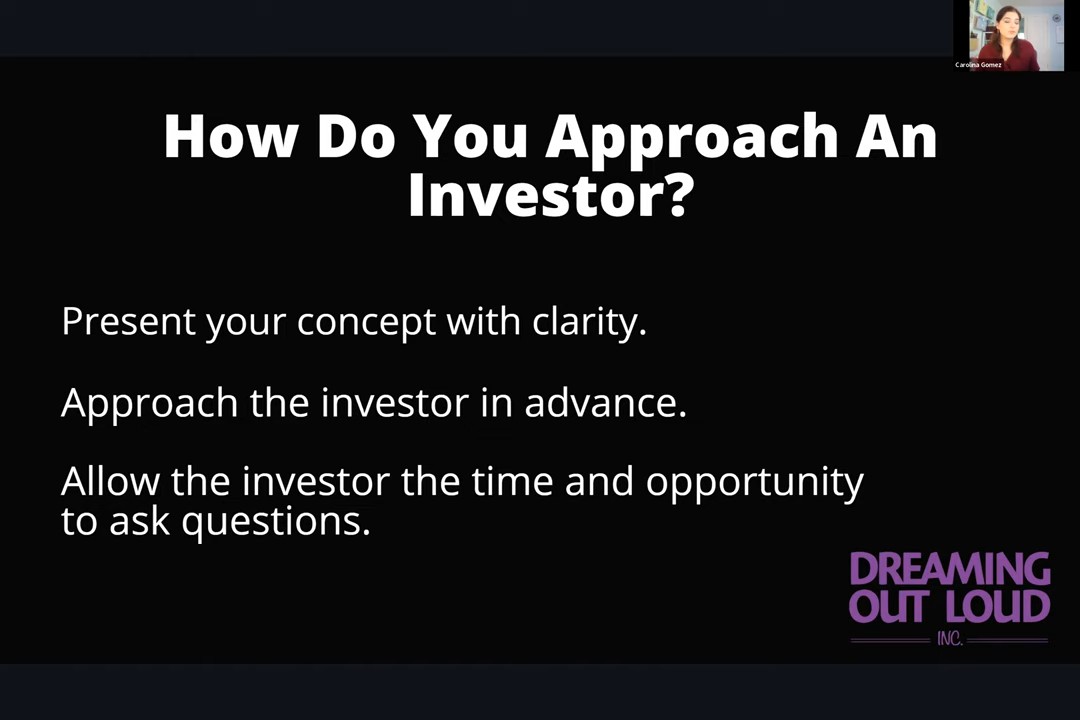 Carolina Gomez
How Do You Approach An
Investor?
Present your concept with clarity.
Approach the investor in advance.
Allow the investor the time and opportunity
to ask questions.
DREAMING
OUT LOUD
INC.